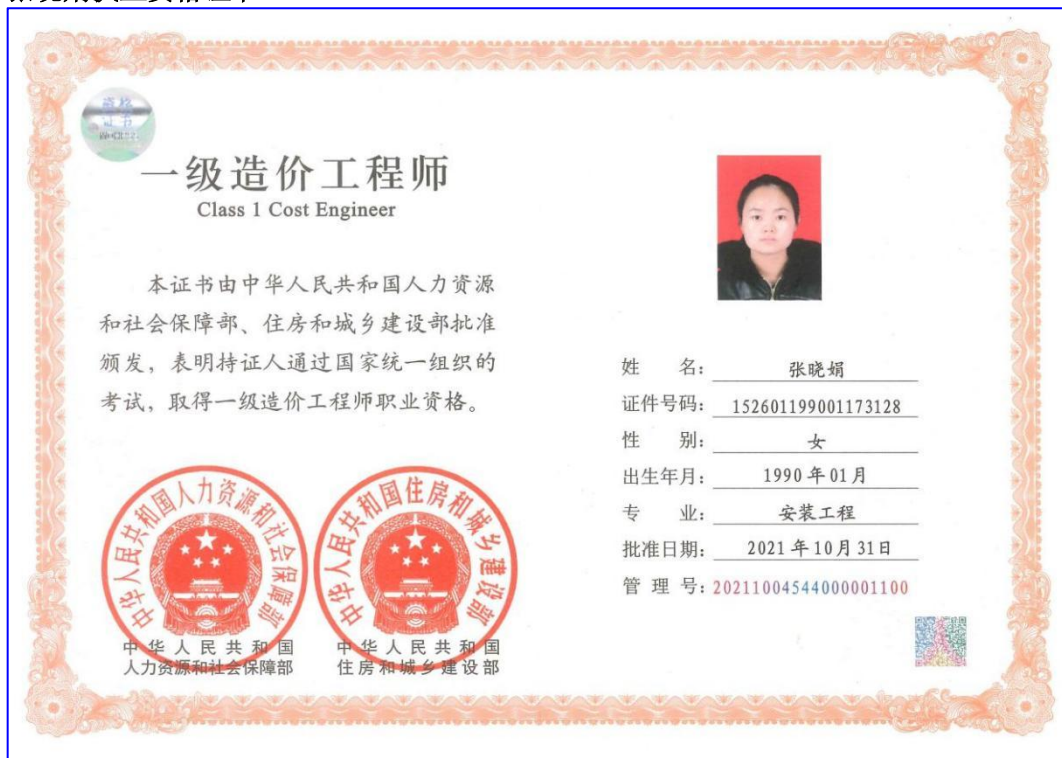 资格
证书
一级造价工程师
Class 1 Cost Engineer
本证书由中华人民共和国人力资源
和社会保障部、住房和城乡建设部批准
颁发，表明持证人通过国家统一组织的
考试，取得一级造价工程师职业资格。
中华人民共和国人力资源和社会保障部
中华人民共和国住房和城乡建设部
中华人民共和国
人力资源和社会保障部
中华人民共和国
住房和城乡建设部
姓 名： 张晓娟
证件号码： 152601199001173128
性 别： 女
出生年月： 1990年01月
专 业： 安装工程
批准日期： 2021年10月31日
管 理 号：20211004544000001100